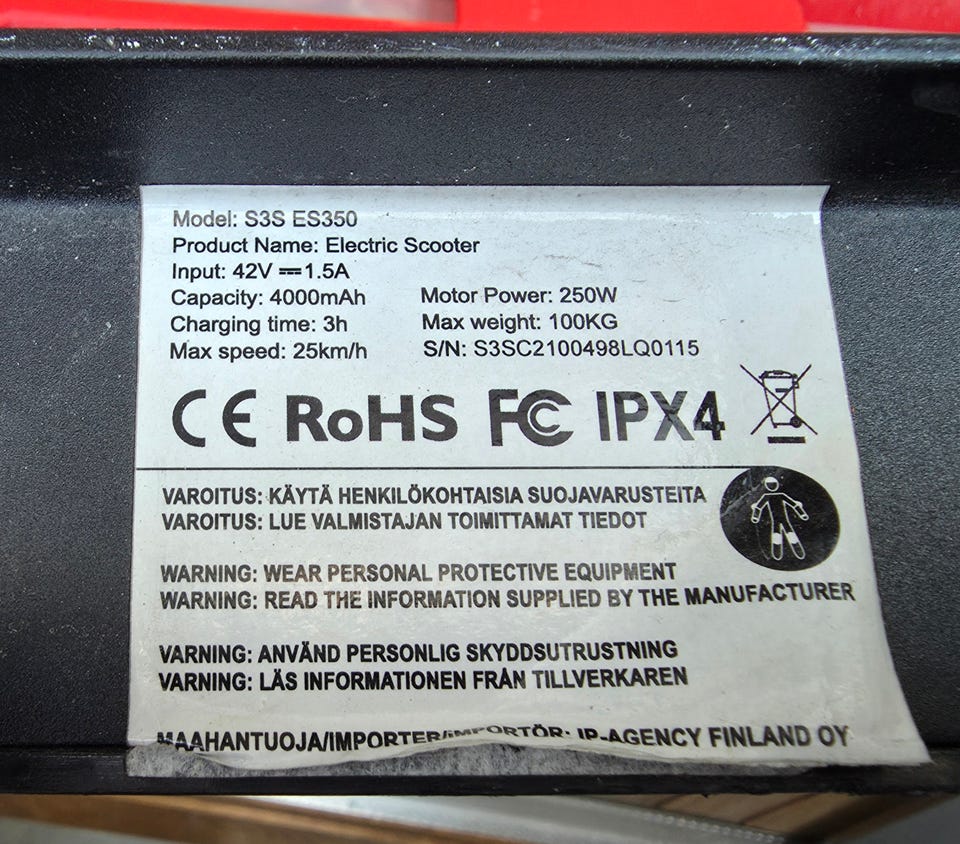 Model: S3S ES350
Product Name: Electric Scooter
Input: 42V ⎓ 1.5A
Capacity: 4000mAh Motor Power: 250W
Charging time: 3h Max weight: 100KG
Max speed: 25km/h S/N: S3SC2100498LQ0115
CE RoHS FC IPX4
VAROITUS: KÄYTÄ HENKILÖKOHTAISIA SUOJAVARUSTEITA
VAROITUS: LUE VALMISTAJAN TOIMITTAMAT TIEDOT
WARNING: WEAR PERSONAL PROTECTIVE EQUIPMENT
WARNING: READ THE INFORMATION SUPPLIED BY THE MANUFACTURER
VARNING: ANVÄND PERSONLIG SKYDDSUTRUSTNING
VARNING: LÄS INFORMATIONEN FRÅN TILLVERKAREN
MAAHANTUOJA/IMPORTER/IMPORTÖR: IP-AGENCY FINLAND OY